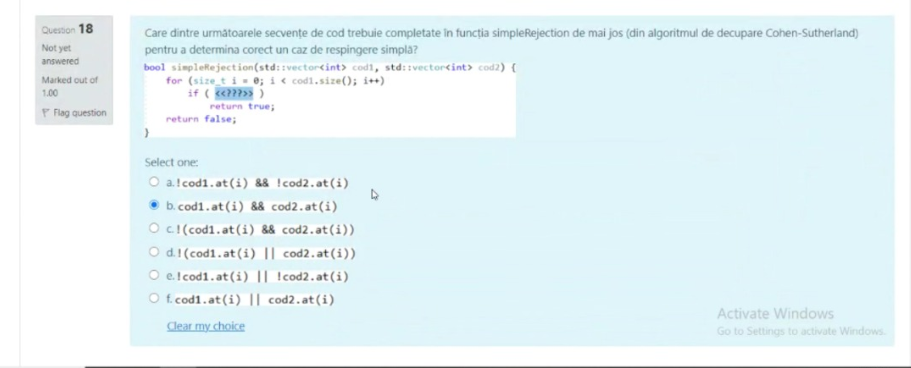 Question 18
Not yet
answered
Marked out of
1.00
Flag question
Care dintre următoarele secvențe de cod trebuie completate în funcția simpleRejection de mai jos (din algoritmul de decupare Cohen-Sutherland)
pentru a determina corect un caz de respingere simplă?
bool simpleRejection(std::vector<int> cod1, std::vector<int> cod2) {
for (size_t i = 0; i < cod1.size(); i++)
if ( <<???>> )
return true;
return false;
}
Select one:
a. !cod1.at(i) && !cod2.at(i)
b. cod1.at(i) && cod2.at(i)
c. !(cod1.at(i) && cod2.at(i))
d. !(cod1.at(i) || cod2.at(i))
e. !cod1.at(i) || !cod2.at(i)
f. cod1.at(i) || cod2.at(i)
Clear my choice
Activate Windows
Go to Settings to activate Windows.